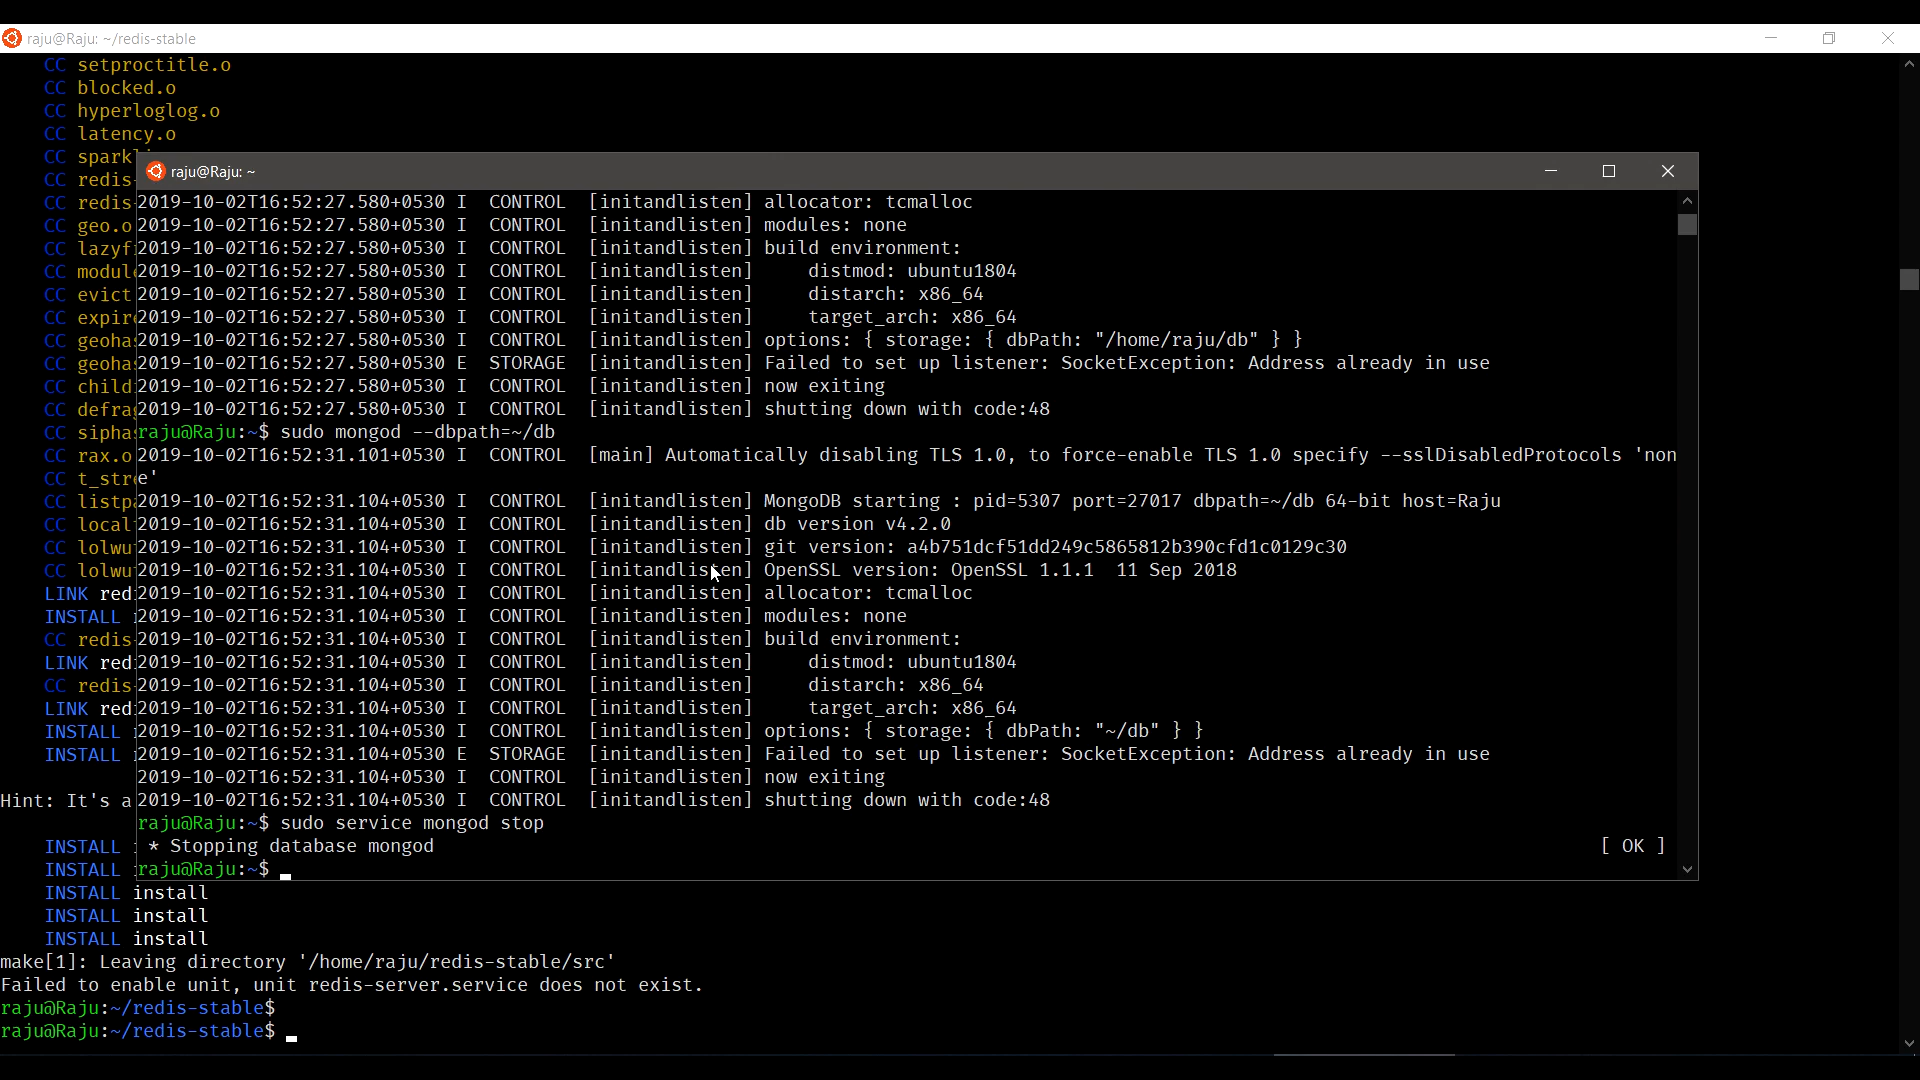 raju@Raju: ~/redis-stable
CC setproctitle.o
CC blocked.o
CC hyperloglog.o
CC latency.o
CC spark
CC redis-
CC redis-
CC geo.o
CC lazyf
CC modul
CC evict
CC expir
CC geoha
CC geoha
CC child
CC defra
CC sipha
CC rax.o
CC t_str
CC listp
CC local
CC lolwu
CC lolwu
LINK red
INSTALL
CC redis-
LINK red
CC redis-
LINK red
INSTALL
INSTALL
Hint: It's a
INSTALL
INSTALL
INSTALL install
INSTALL install
INSTALL install
make[1]: Leaving directory '/home/raju/redis-stable/src'
Failed to enable unit, unit redis-server.service does not exist.
raju@Raju:~/redis-stable$
raju@Raju:~/redis-stable$
raju@Raju: ~
2019-10-02T16:52:27.580+0530 I  CONTROL  [initandlisten] allocator: tcmalloc
2019-10-02T16:52:27.580+0530 I  CONTROL  [initandlisten] modules: none
2019-10-02T16:52:27.580+0530 I  CONTROL  [initandlisten] build environment:
2019-10-02T16:52:27.580+0530 I  CONTROL  [initandlisten]     distmod: ubuntu1804
2019-10-02T16:52:27.580+0530 I  CONTROL  [initandlisten]     distarch: x86_64
2019-10-02T16:52:27.580+0530 I  CONTROL  [initandlisten]     target_arch: x86_64
2019-10-02T16:52:27.580+0530 I  CONTROL  [initandlisten] options: { storage: { dbPath: "/home/raju/db" } }
2019-10-02T16:52:27.580+0530 E  STORAGE  [initandlisten] Failed to set up listener: SocketException: Address already in use
2019-10-02T16:52:27.580+0530 I  CONTROL  [initandlisten] now exiting
2019-10-02T16:52:27.580+0530 I  CONTROL  [initandlisten] shutting down with code:48
raju@Raju:~$ sudo mongod --dbpath=~/db
2019-10-02T16:52:31.101+0530 I  CONTROL  [main] Automatically disabling TLS 1.0, to force-enable TLS 1.0 specify --sslDisabledProtocols 'non
e'
2019-10-02T16:52:31.104+0530 I  CONTROL  [initandlisten] MongoDB starting : pid=5307 port=27017 dbpath=~/db 64-bit host=Raju
2019-10-02T16:52:31.104+0530 I  CONTROL  [initandlisten] db version v4.2.0
2019-10-02T16:52:31.104+0530 I  CONTROL  [initandlisten] git version: a4b751dcf51dd249c5865812b390cfd1c0129c30
2019-10-02T16:52:31.104+0530 I  CONTROL  [initandlisten] OpenSSL version: OpenSSL 1.1.1  11 Sep 2018
2019-10-02T16:52:31.104+0530 I  CONTROL  [initandlisten] allocator: tcmalloc
2019-10-02T16:52:31.104+0530 I  CONTROL  [initandlisten] modules: none
2019-10-02T16:52:31.104+0530 I  CONTROL  [initandlisten] build environment:
2019-10-02T16:52:31.104+0530 I  CONTROL  [initandlisten]     distmod: ubuntu1804
2019-10-02T16:52:31.104+0530 I  CONTROL  [initandlisten]     distarch: x86_64
2019-10-02T16:52:31.104+0530 I  CONTROL  [initandlisten]     target_arch: x86_64
2019-10-02T16:52:31.104+0530 I  CONTROL  [initandlisten] options: { storage: { dbPath: "~/db" } }
2019-10-02T16:52:31.104+0530 E  STORAGE  [initandlisten] Failed to set up listener: SocketException: Address already in use
2019-10-02T16:52:31.104+0530 I  CONTROL  [initandlisten] now exiting
2019-10-02T16:52:31.104+0530 I  CONTROL  [initandlisten] shutting down with code:48
raju@Raju:~$ sudo service mongod stop
* Stopping database mongod [ OK ]
raju@Raju:~$